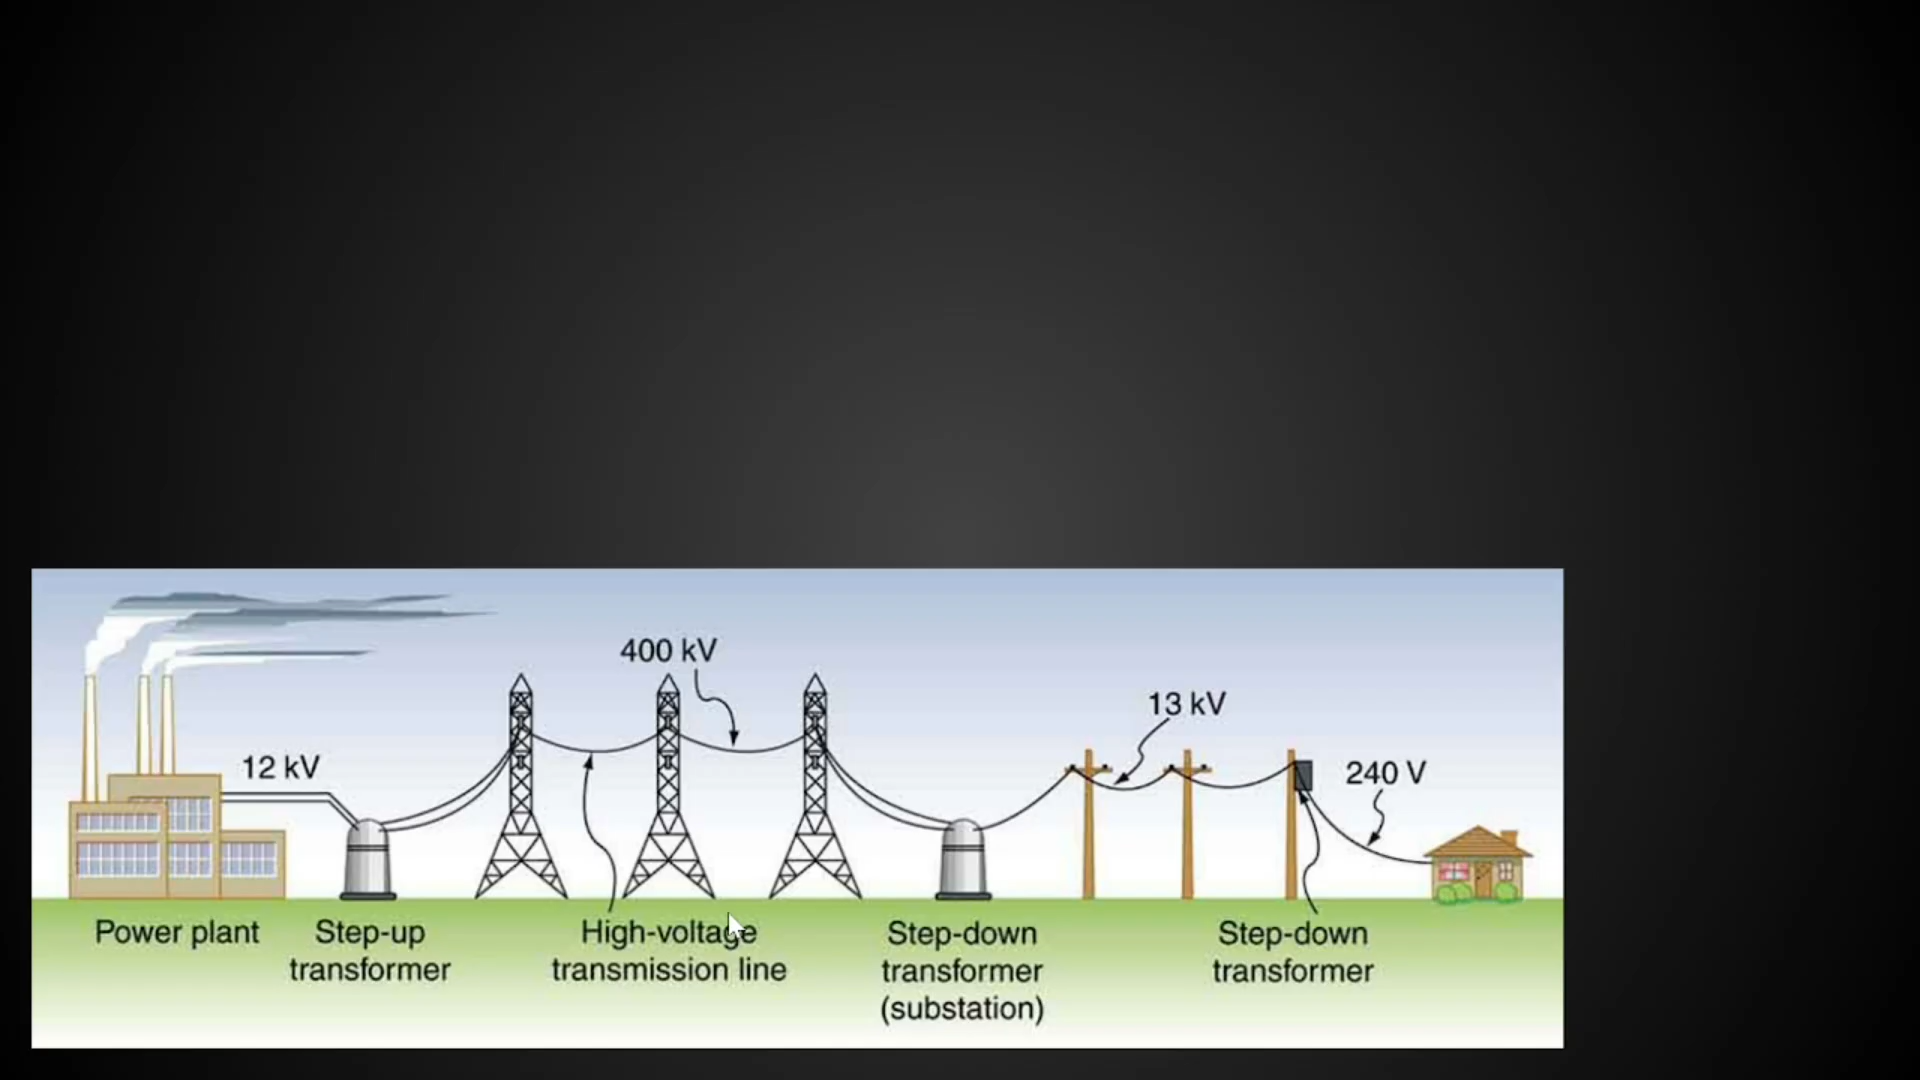 400 kV
13 kV
12 kV
240 V
Power plant
Step-up
transformer
High-voltage
transmission line
Step-down
transformer
(substation)
Step-down
transformer